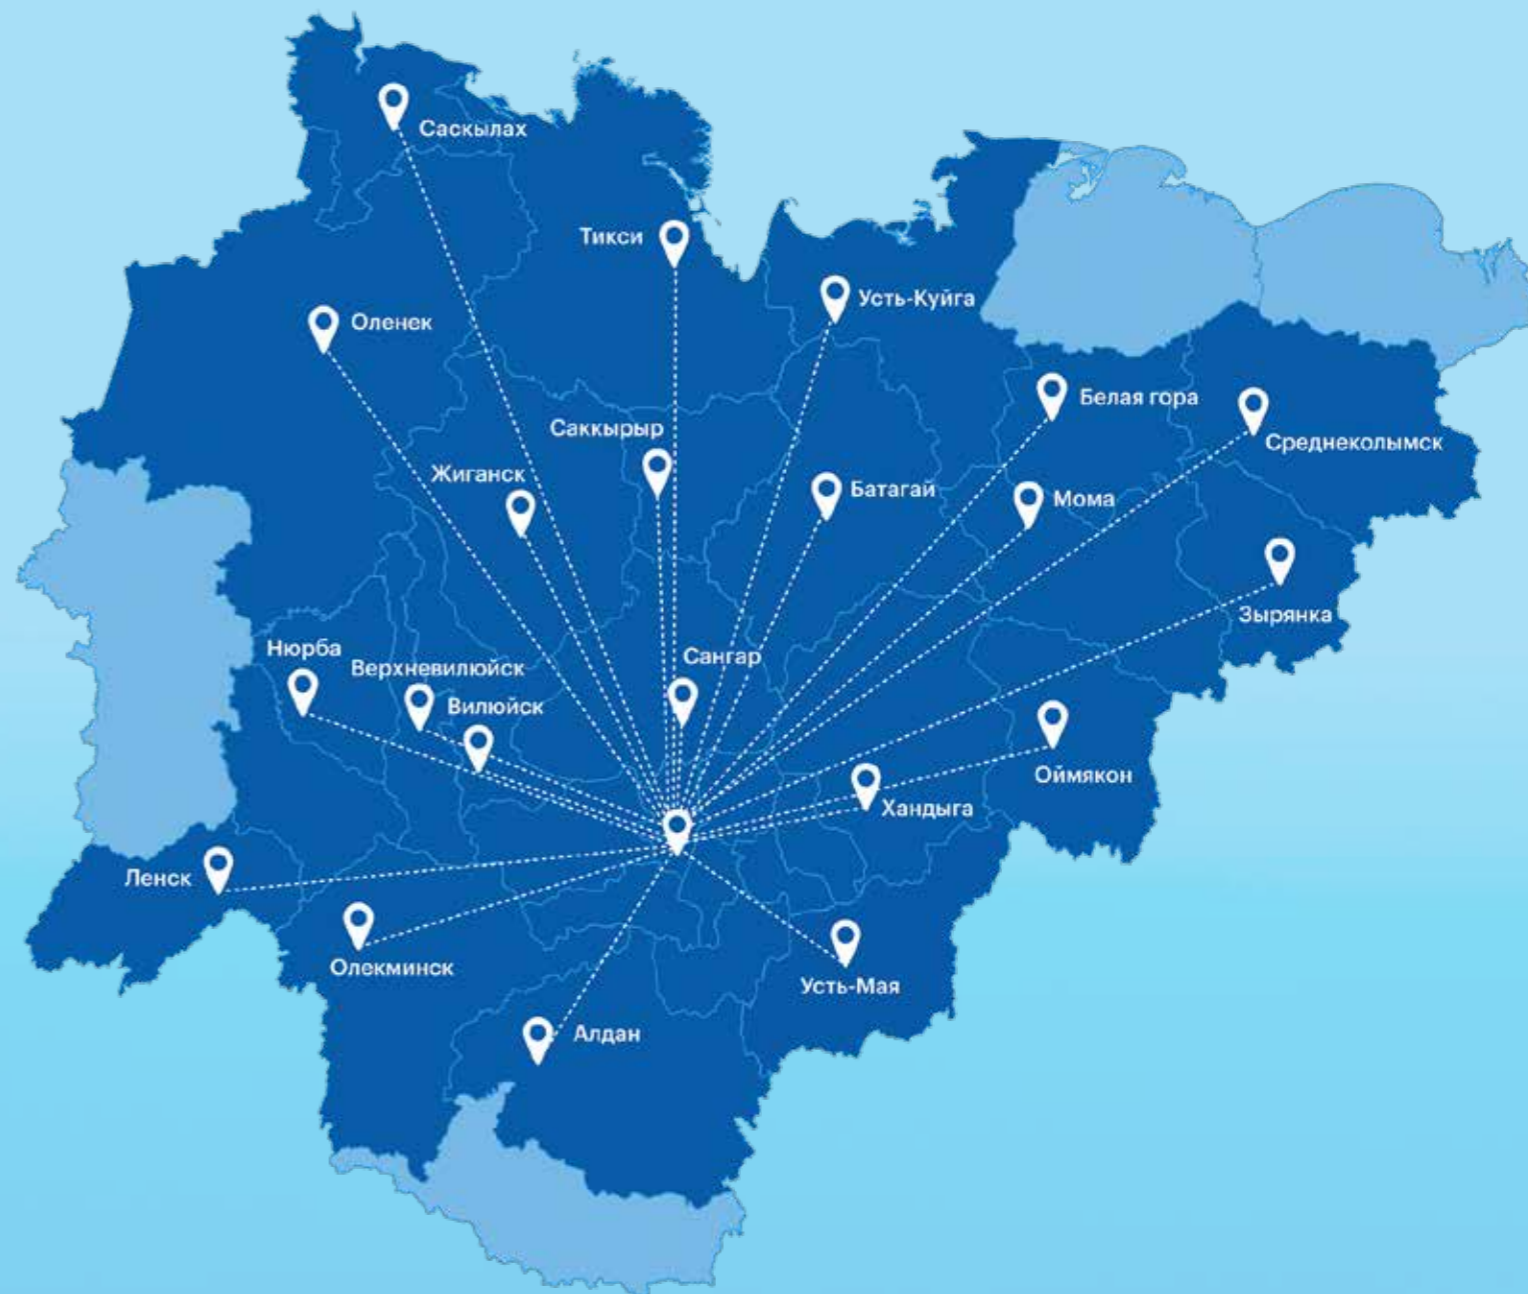 Саскылах
Тикси
Усть-Куйга
Оленек
Белая гора
Среднеколымск
Саккырыр
Жиганск
Батагай
Мома
Зырянка
Нюрба
Верхневилюйск
Сангар
Вилюйск
Оймякон
Хандыга
Ленск
Олекминск
Усть-Мая
Алдан